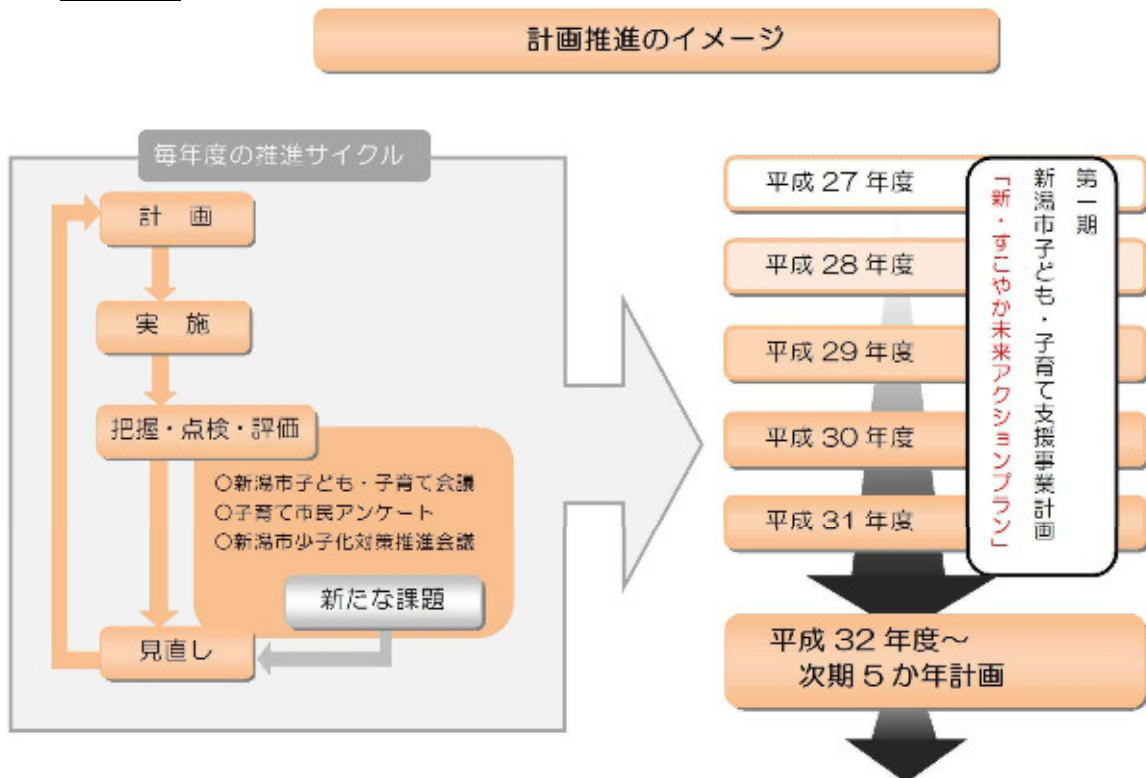 計画推進のイメージ
毎年度の推進サイクル
計 画
実 施
把握・点検・評価
○新潟市子ども・子育て会議
○子育て市民アンケート
○新潟市少子化対策推進会議
新たな課題
見直し
平成 27 年度
平成 28 年度
平成 29 年度
平成 30 年度
平成 31 年度
第一期
新潟市子ども・子育て支援事業計画
「新・すこやか未来アクションプラン」
平成 32 年度~
次期 5 か年計画